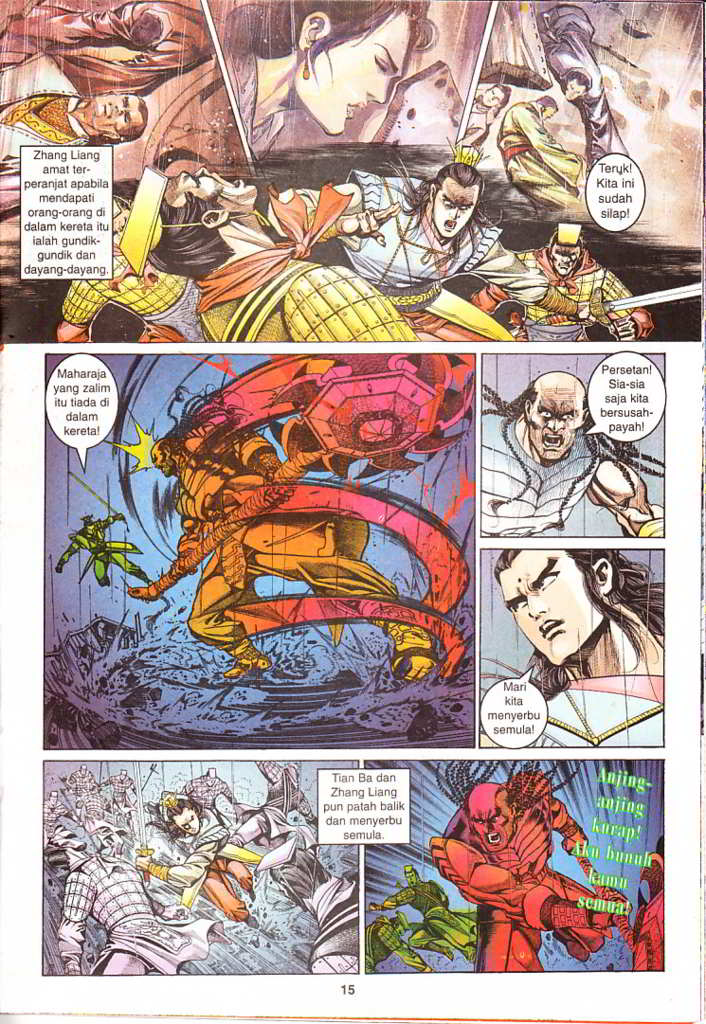 Zhang Liang
amat ter-
peranjat apabila
mendapati
orang-orang di
dalam kereta itu
ialah gundik-
gundik dan
dayang-dayang.
Teruk!
Kita ini
sudah
silap!
Maharaja
yang zalim
itu tiada di
dalam
kereta!
Persetan!
Sia-sia
saja kita
bersusah-
payah!
Mari
kita
menyerbu
semula!
Tian Ba dan
Zhang Liang
pun patah balik
dan menyerbu
semula.
Anjing-
anjing
kurap!
Aku bunuh
kamu
semua!
15